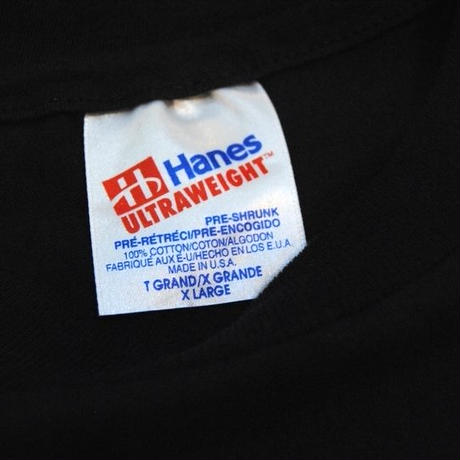 Hanes
ULTRAWEIGHT™
PRE-SHRUNK
PRÉ-RÉTRÉCI/PRE-ENCOGIDO
100% COTTON/COTON/ALGODON
FABRIQUÉ AUX É-U/HECHO EN LOS E.U.A.
MADE IN U.S.A.
T GRAND/X GRANDE
X LARGE